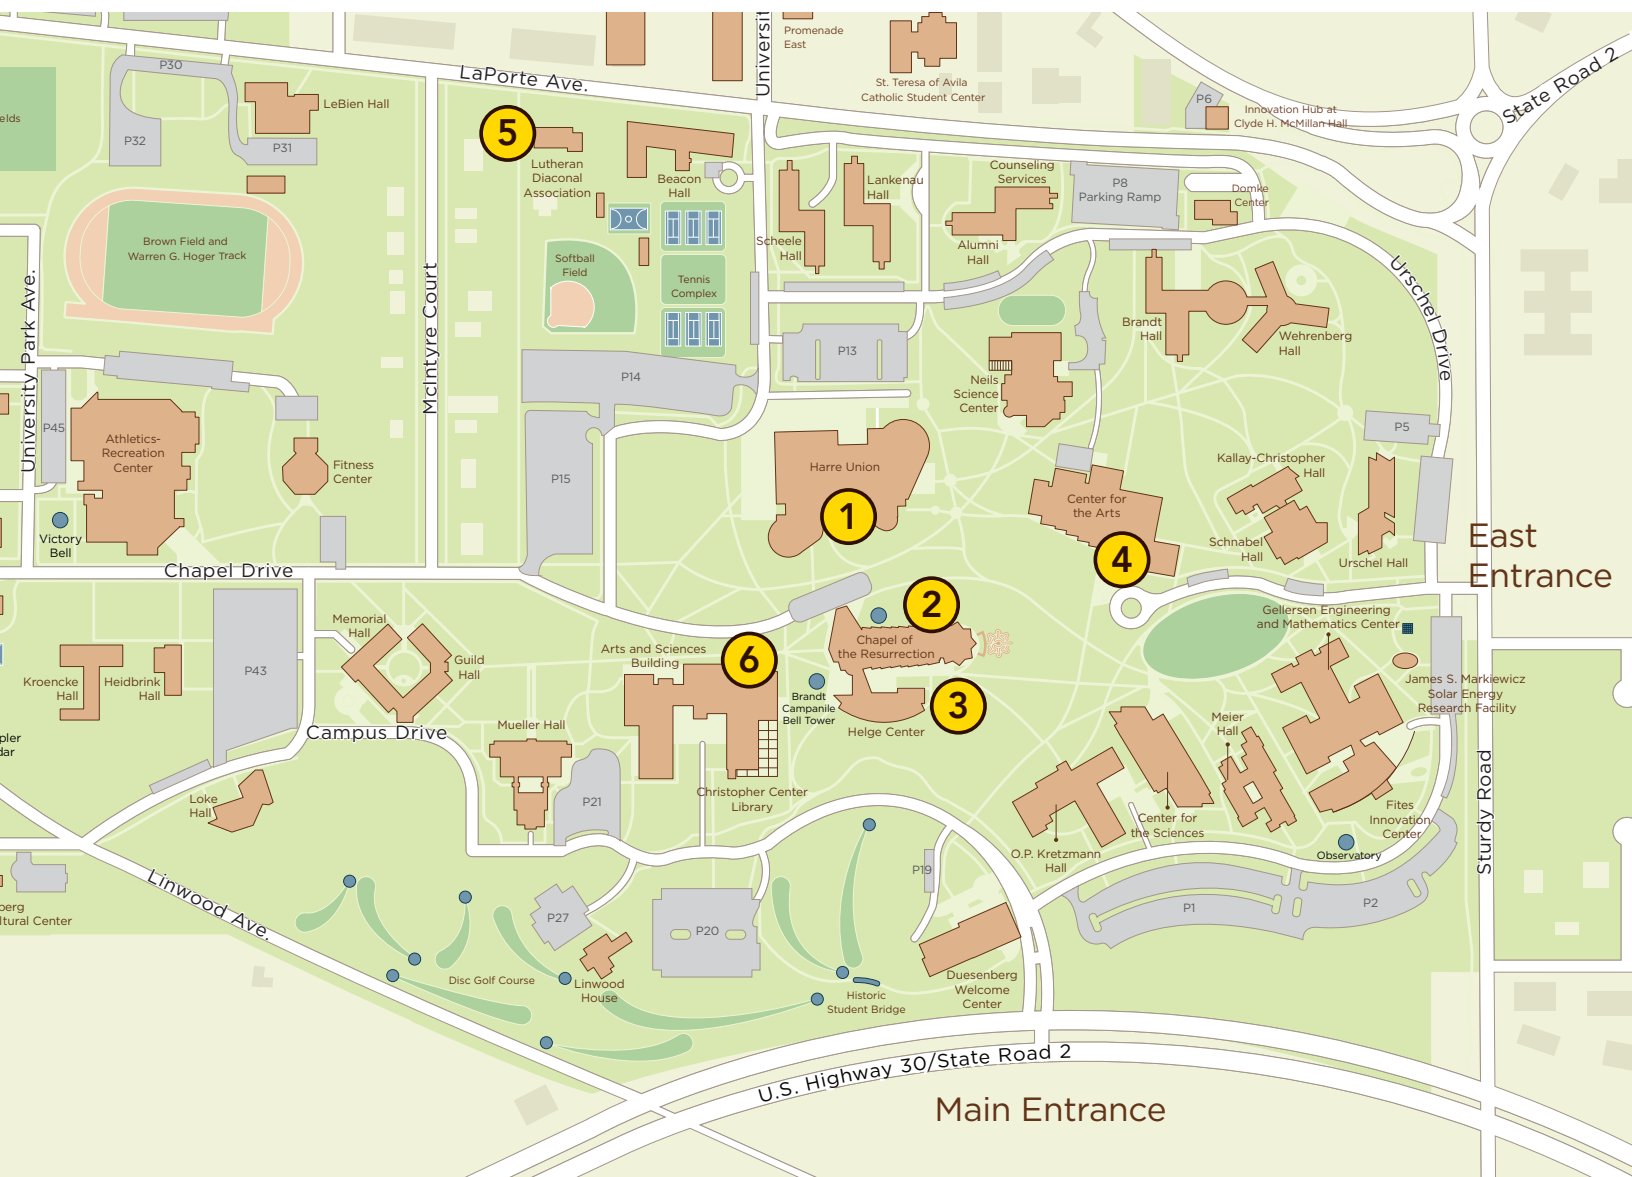 Universit
Promenade
East
P30
LaPorte Ave.
St. Teresa of Avila
Catholic Student Center
State Road 2
P6
LeBien Hall
Innovation Hub at
Clyde H. McMillan Hall
elds
P32
P31
5
Lutheran
Diaconal
Association
Beacon
Hall
Lankenau
Hall
Counseling
Services
P8
Parking Ramp
Domke
Center
Brown Field and
Warren G. Hoger Track
Scheele
Hall
Alumni
Hall
Softball
Field
Tennis
Complex
Urschel Drive
University Park Ave.
McIntyre Court
Brandt
Hall
Wehrenberg
Hall
P13
P14
Neils
Science
Center
P45
Athletics-
Recreation
Center
Fitness
Center
P5
P15
Harre Union
1
Kallay-Christopher
Hall
Center for
the Arts
4
Schnabel
Hall
Urschel Hall
East
Entrance
Victory
Bell
Chapel Drive
2
Gellersen Engineering
and Mathematics Center
Memorial
Hall
Guild
Hall
Arts and Sciences
Building
6
Chapel of
the Resurrection
P43
Kroencke
Hall
Heidbrink
Hall
Brandt
Campanile
Bell Tower
3
Helge Center
James S. Markiewicz
Solar Energy
Research Facility
Meier
Hall
Mueller Hall
Campus Drive
pler
dar
Loke
Hall
P21
Christopher Center
Library
Center for
the Sciences
Fites
Innovation
Center
Sturdy Road
O.P. Kretzmann
Hall
Observatory
P19
Linwood Ave.
berg
ltural Center
P27
P20
P1
P2
Disc Golf Course
Linwood
House
Historic
Student Bridge
Duesenberg
Welcome
Center
U.S. Highway 30/State Road 2
Main Entrance